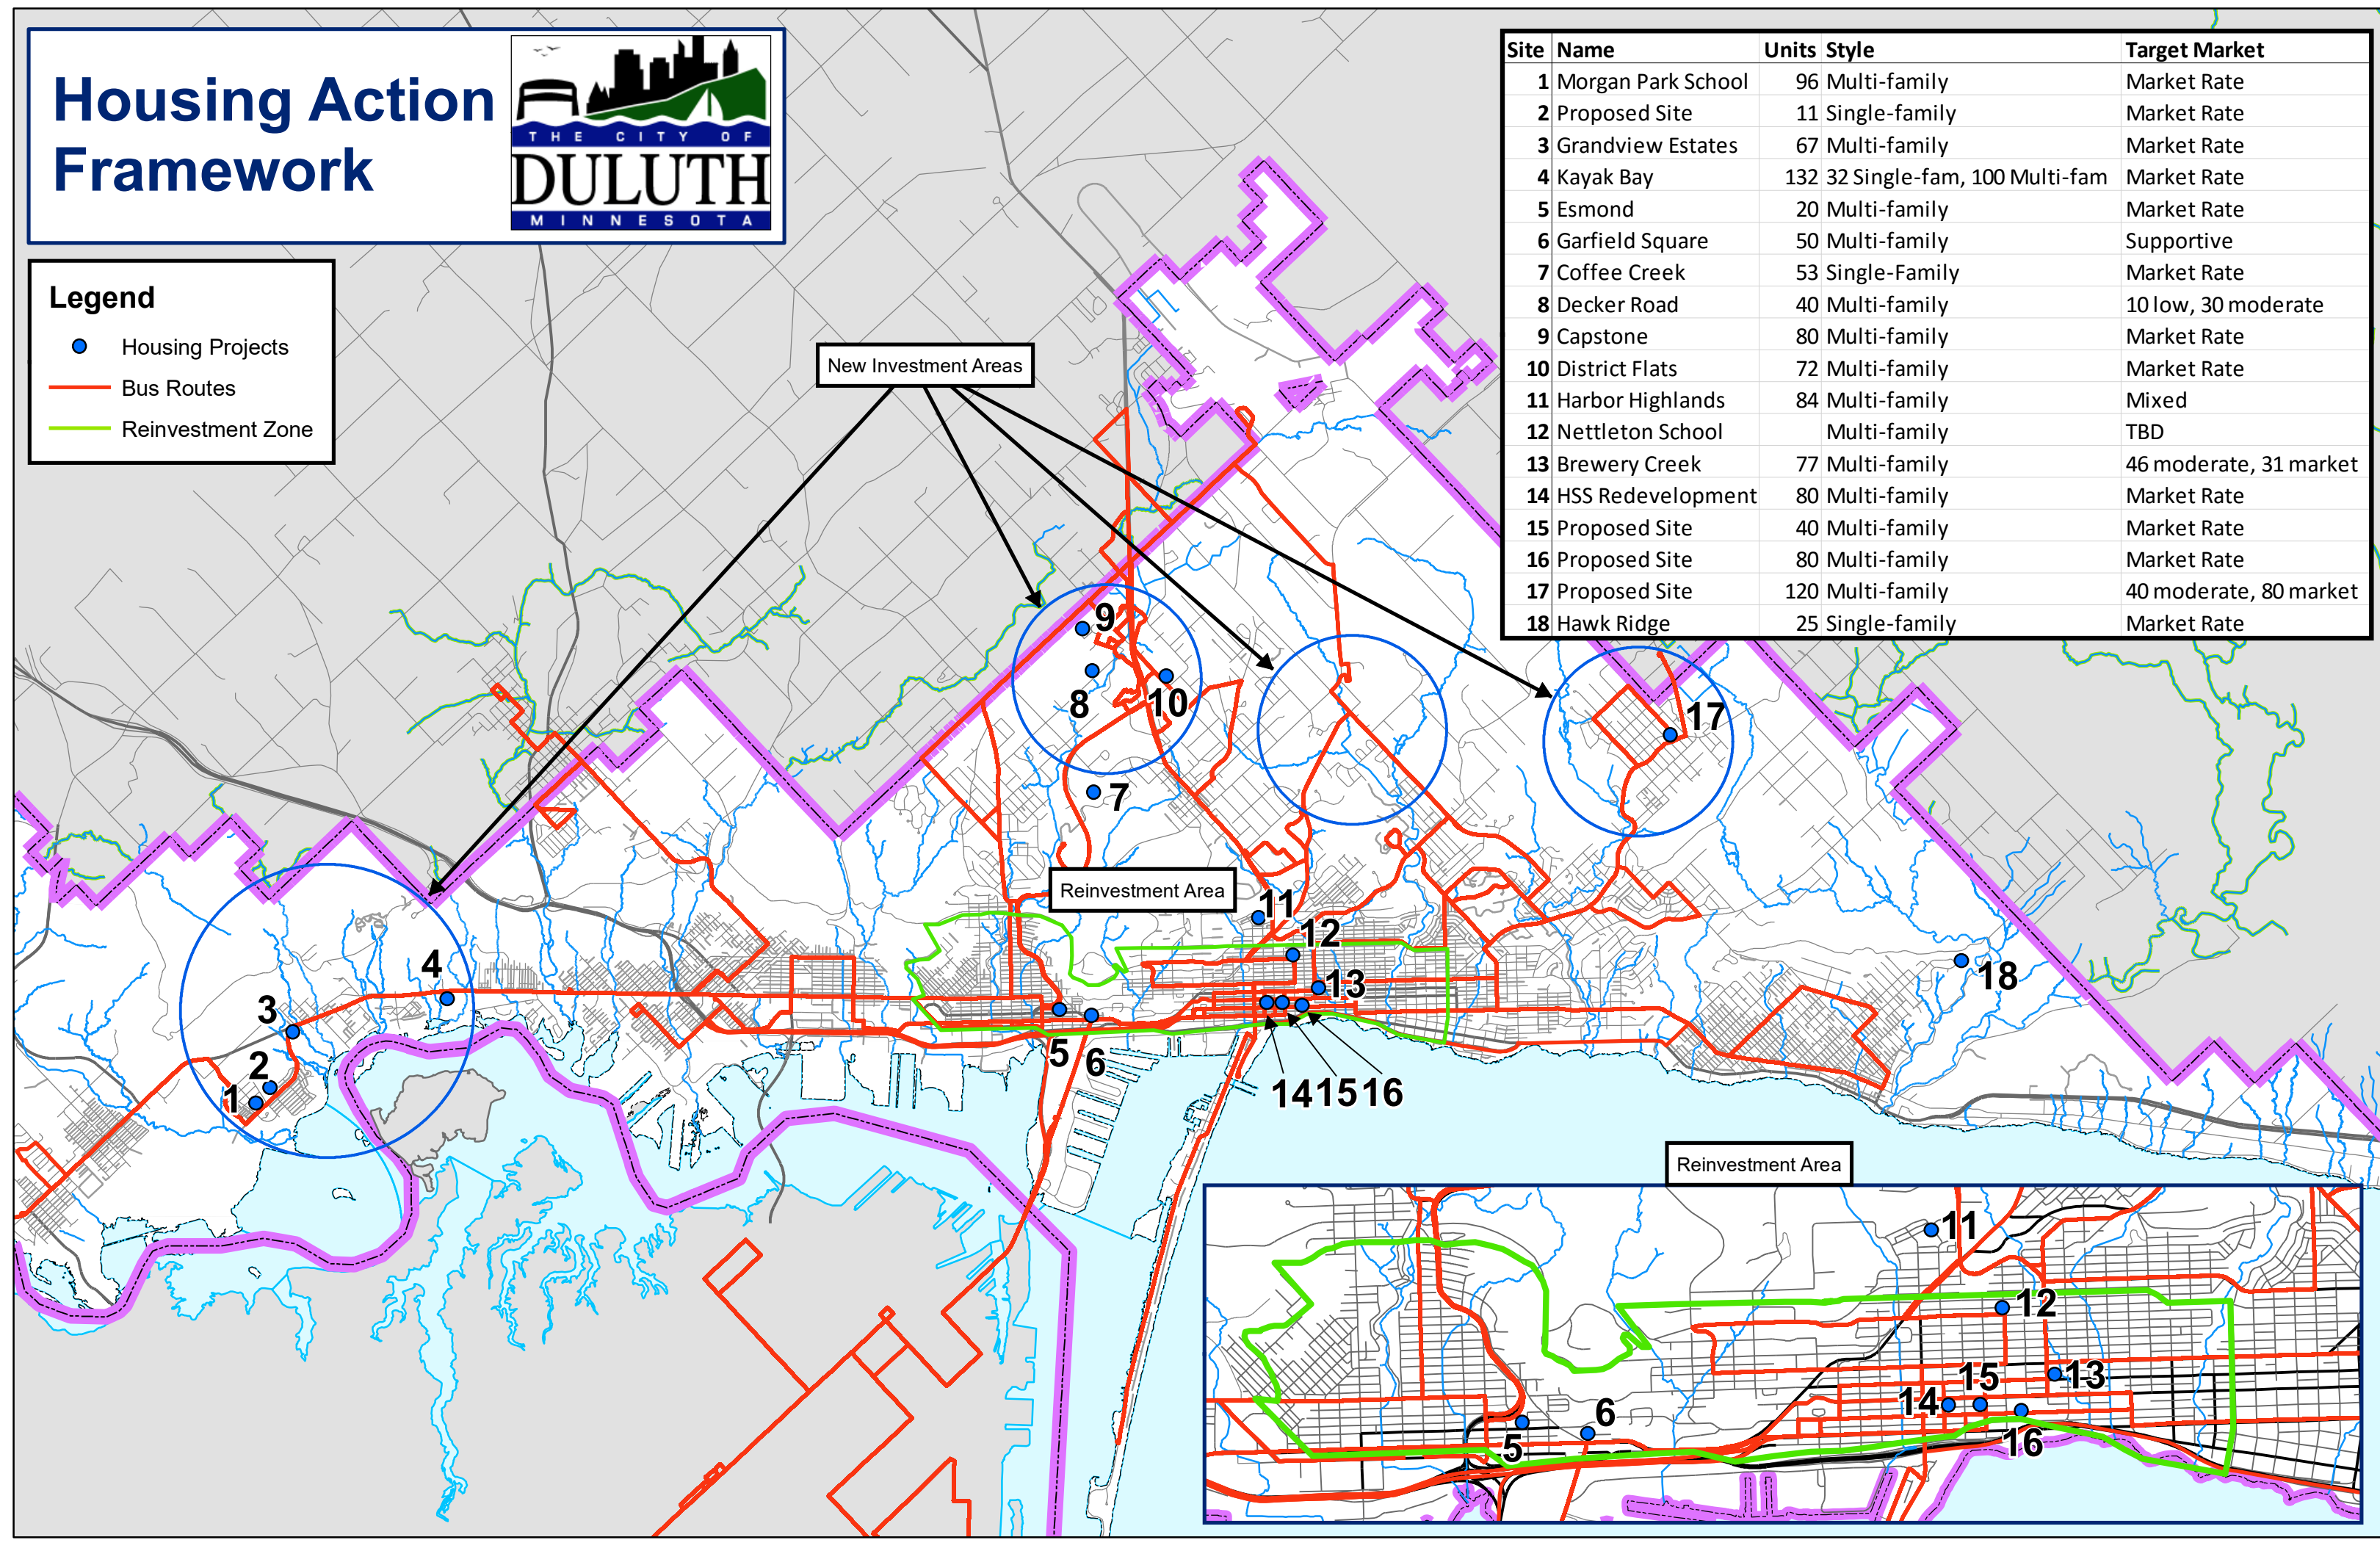 Housing Action
Framework
THE CITY OF
DULUTH
MINNESOTA
Legend
Housing Projects
Bus Routes
Reinvestment Zone
Site Name Units Style Target Market
1 Morgan Park School 96 Multi-family Market Rate
2 Proposed Site 11 Single-family Market Rate
3 Grandview Estates 67 Multi-family Market Rate
4 Kayak Bay 132 32 Single-fam, 100 Multi-fam Market Rate
5 Esmond 20 Multi-family Market Rate
6 Garfield Square 50 Multi-family Supportive
7 Coffee Creek 53 Single-Family Market Rate
8 Decker Road 40 Multi-family 10 low, 30 moderate
9 Capstone 80 Multi-family Market Rate
10 District Flats 72 Multi-family Market Rate
11 Harbor Highlands 84 Multi-family Mixed
12 Nettleton School Multi-family TBD
13 Brewery Creek 77 Multi-family 46 moderate, 31 market
14 HSS Redevelopment 80 Multi-family Market Rate
15 Proposed Site 40 Multi-family Market Rate
16 Proposed Site 80 Multi-family Market Rate
17 Proposed Site 120 Multi-family 40 moderate, 80 market
18 Hawk Ridge 25 Single-family Market Rate
New Investment Areas
9
8
10
17
7
Reinvestment Area
11
12
4
18
13
3
5
6
2
1
14 15 16
Reinvestment Area
11
12
13
15
14
6
5
16